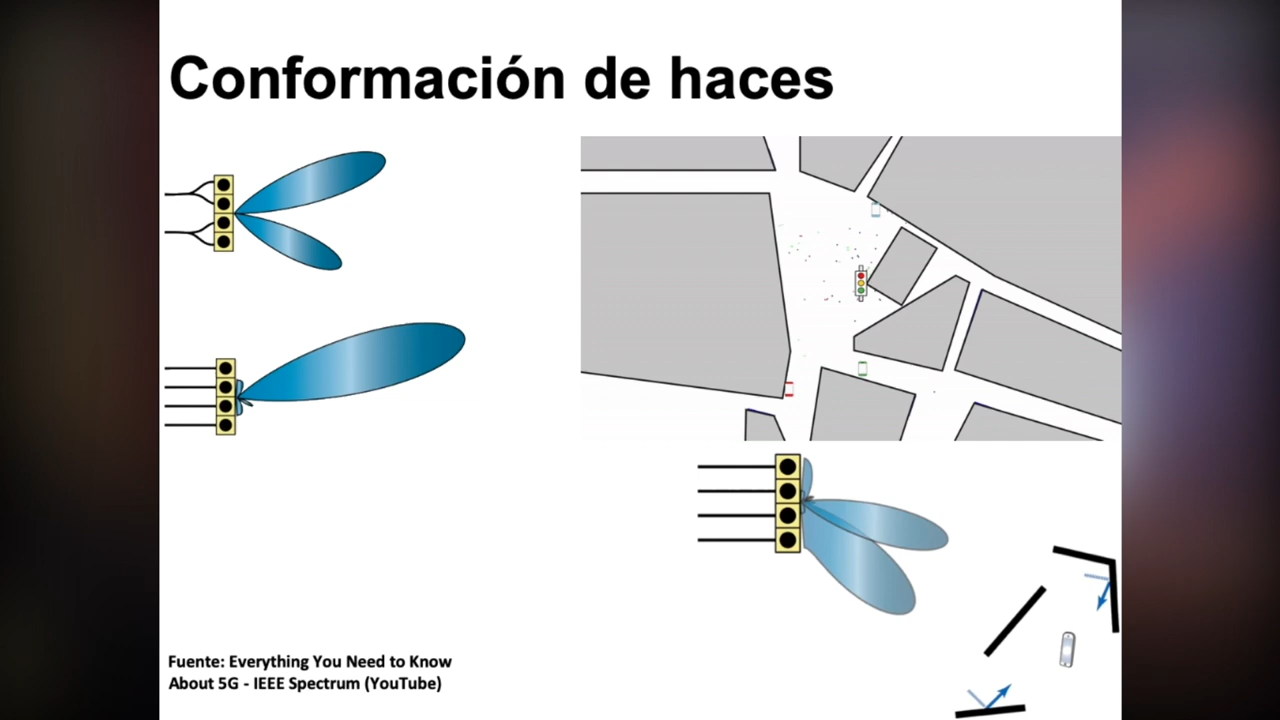 Conformación de haces
Fuente: Everything You Need to Know
About 5G - IEEE Spectrum (YouTube)